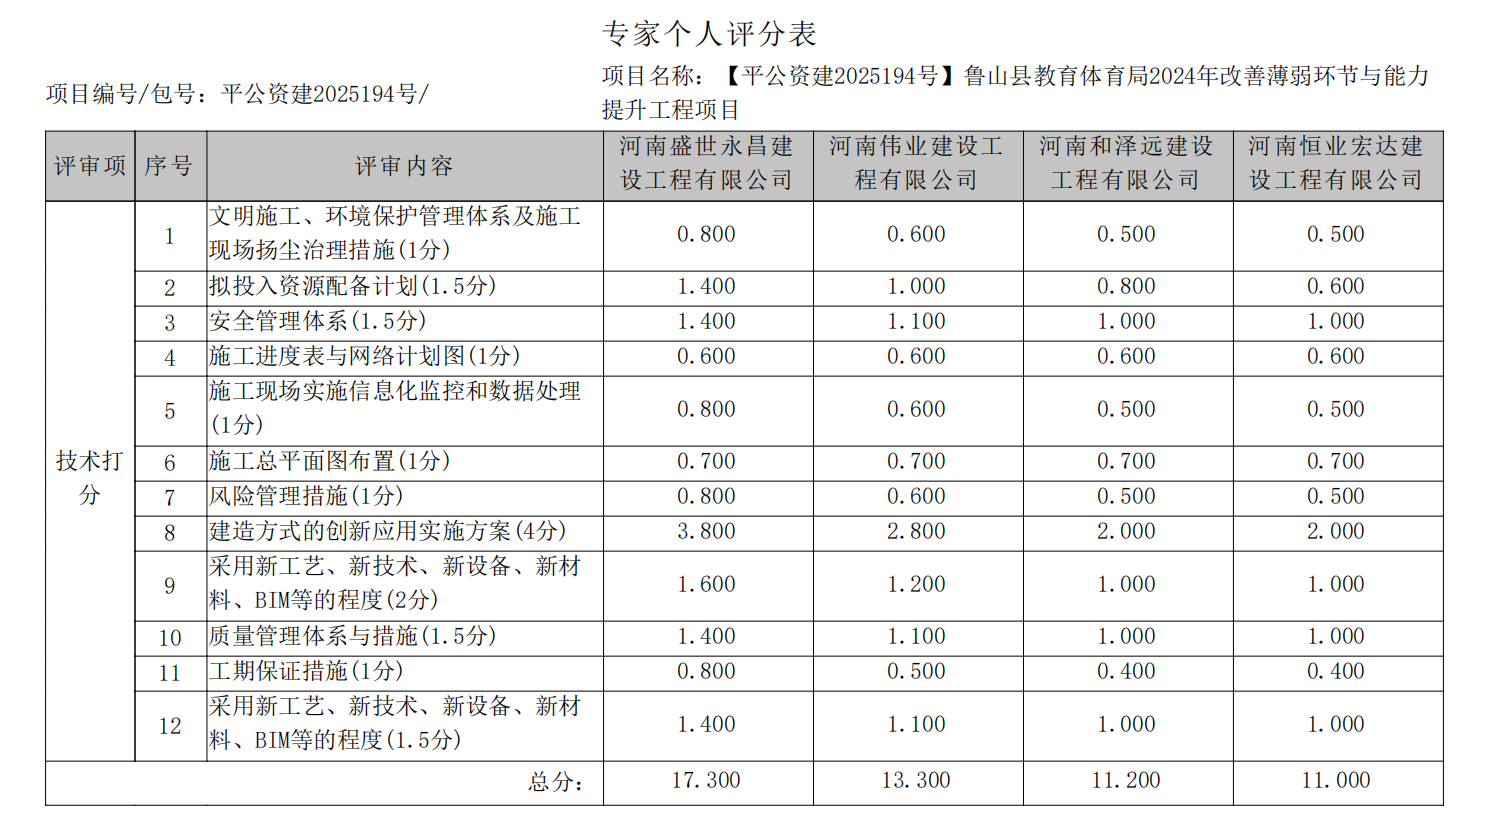 专家个人评分表
项目编号/包号：平公资建2025194号/
项目名称：【平公资建2025194号】鲁山县教育体育局2024年改善薄弱环节与能力
提升工程项目
评审项 序号 评审内容 河南盛世永昌建 河南伟业建设工 河南和泽远建设 河南恒业宏达建
设工程有限公司 程有限公司 工程有限公司 设工程有限公司
技术打
分
1 文明施工、环境保护管理体系及施工
现场扬尘治理措施(1分) 0.800 0.600 0.500 0.500
2 拟投入资源配备计划(1.5分) 1.400 1.000 0.800 0.600
3 安全管理体系(1.5分) 1.400 1.100 1.000 1.000
4 施工进度表与网络计划图(1分) 0.600 0.600 0.600 0.600
5 施工现场实施信息化监控和数据处理
(1分) 0.800 0.600 0.500 0.500
6 施工总平面图布置(1分) 0.700 0.700 0.700 0.700
7 风险管理措施(1分) 0.800 0.600 0.500 0.500
8 建造方式的创新应用实施方案(4分) 3.800 2.800 2.000 2.000
9 采用新工艺、新技术、新设备、新材
料、BIM等的程度(2分) 1.600 1.200 1.000 1.000
10 质量管理体系与措施(1.5分) 1.400 1.100 1.000 1.000
11 工期保证措施(1分) 0.800 0.500 0.400 0.400
12 采用新工艺、新技术、新设备、新材
料、BIM等的程度(1.5分) 1.400 1.100 1.000 1.000
总分： 17.300 13.300 11.200 11.000